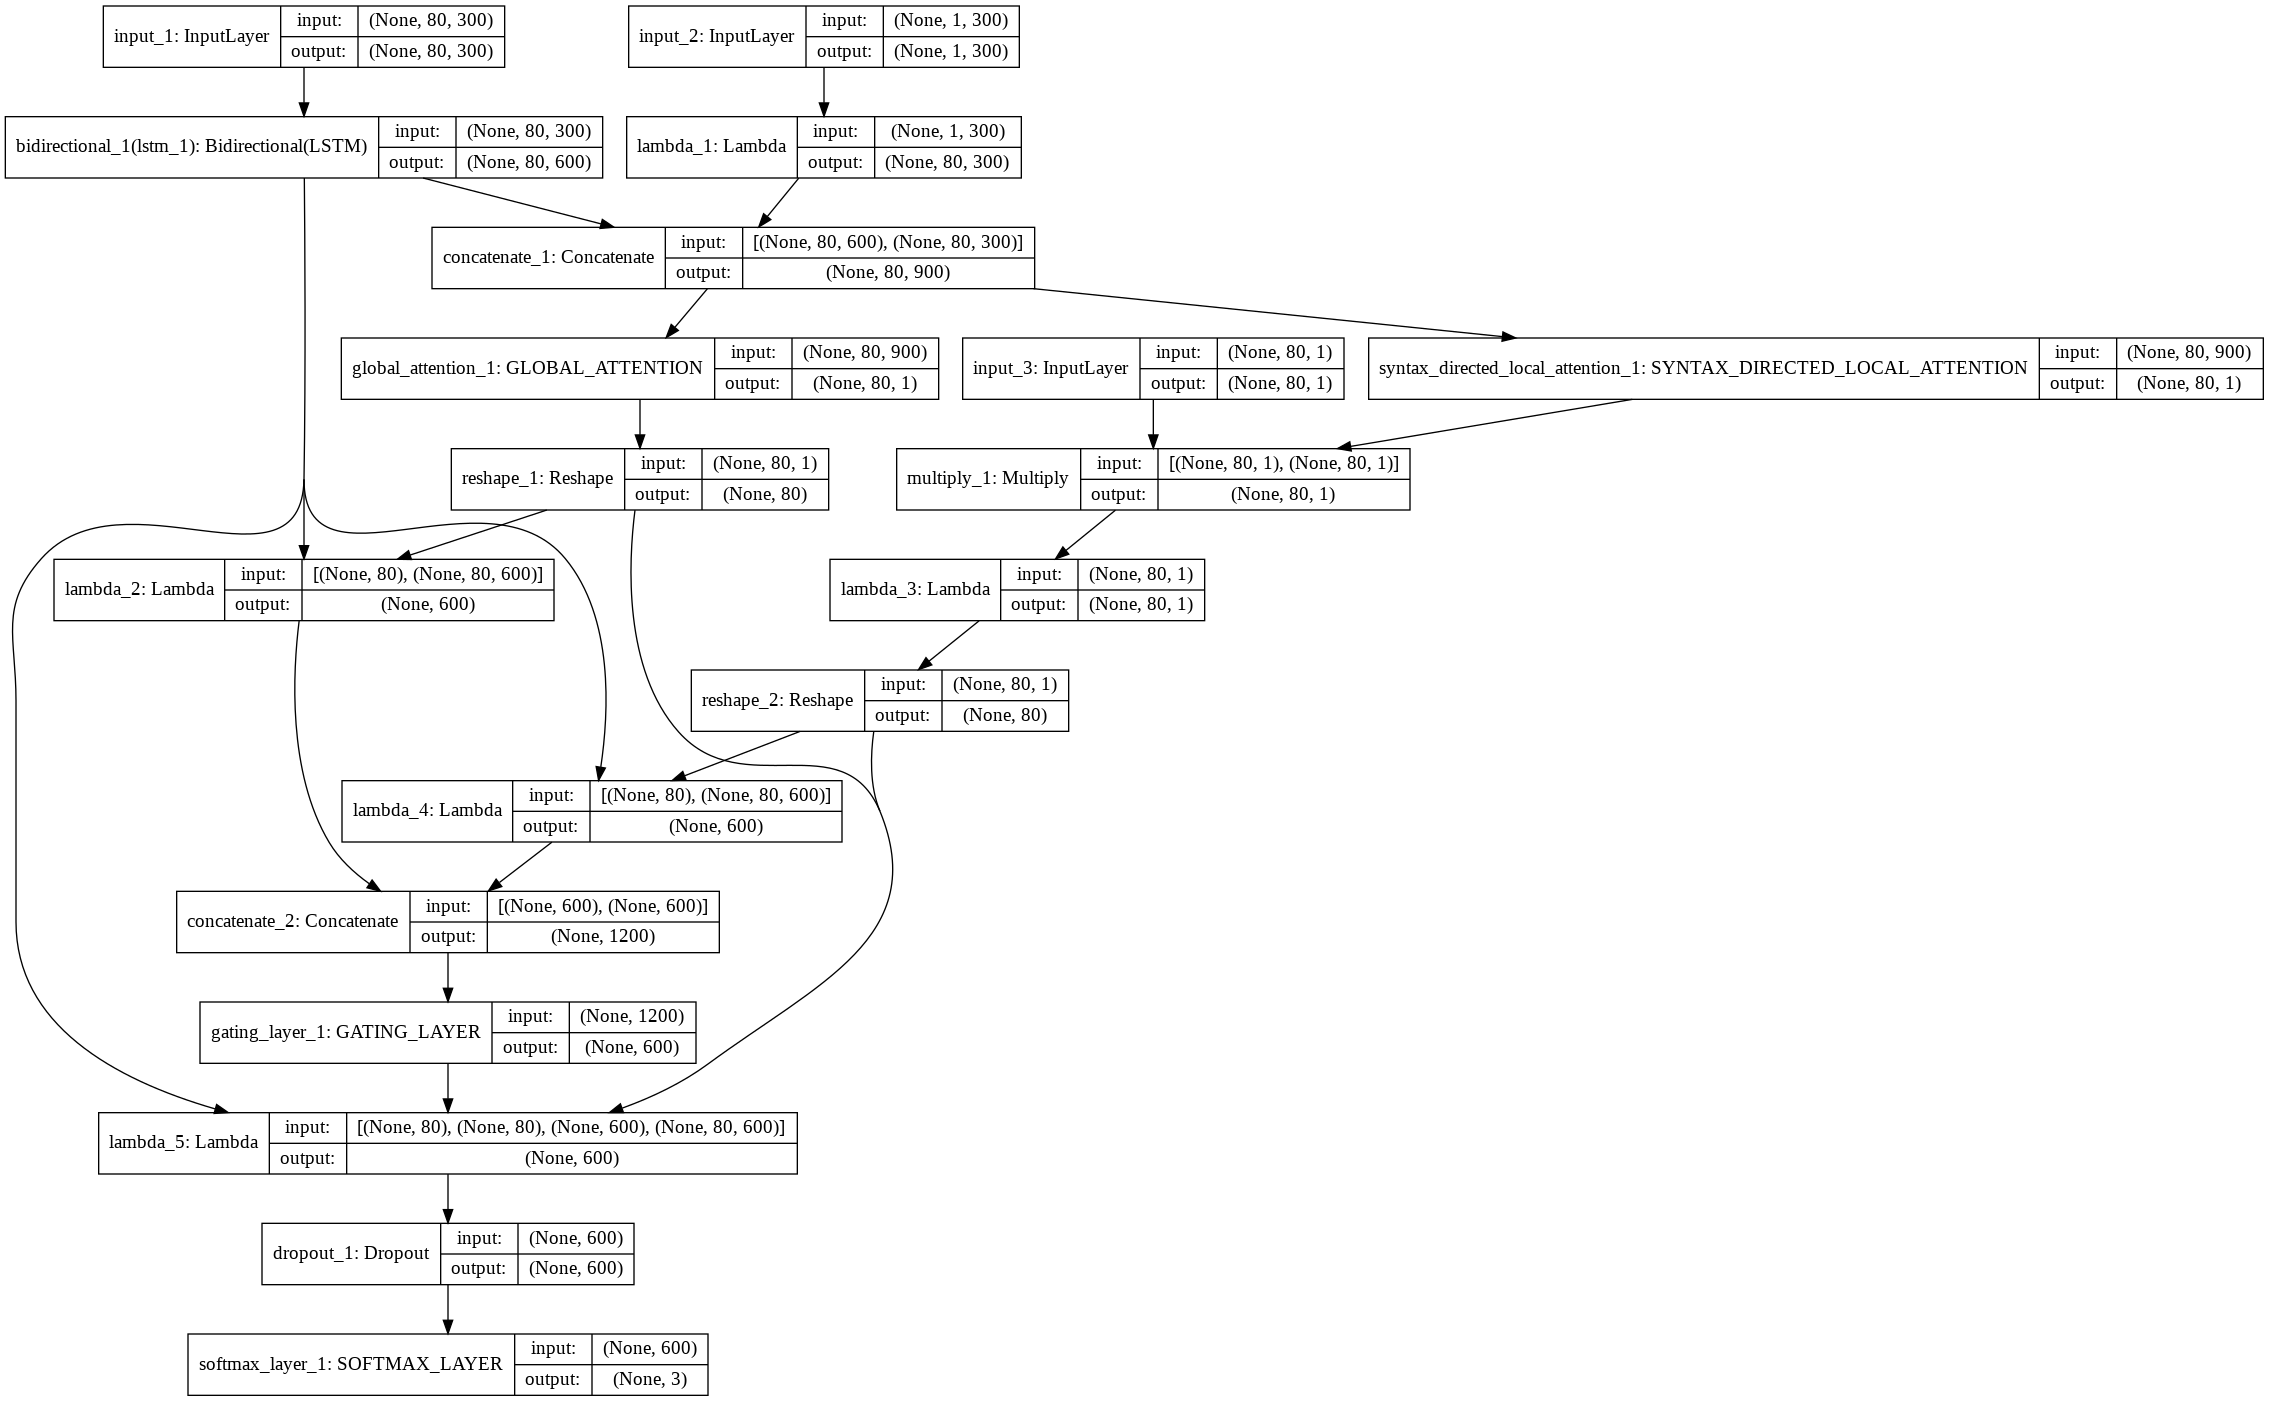 input_1: InputLayer
input: (None, 80, 300)
output: (None, 80, 300)
input_2: InputLayer
input: (None, 1, 300)
output: (None, 1, 300)
bidirectional_1(lstm_1): Bidirectional(LSTM)
input: (None, 80, 300)
output: (None, 80, 600)
lambda_1: Lambda
input: (None, 1, 300)
output: (None, 80, 300)
concatenate_1: Concatenate
input: [(None, 80, 600), (None, 80, 300)]
output: (None, 80, 900)
global_attention_1: GLOBAL_ATTENTION
input: (None, 80, 900)
output: (None, 80, 1)
input_3: InputLayer
input: (None, 80, 1)
output: (None, 80, 1)
syntax_directed_local_attention_1: SYNTAX_DIRECTED_LOCAL_ATTENTION
input: (None, 80, 900)
output: (None, 80, 1)
reshape_1: Reshape
input: (None, 80, 1)
output: (None, 80)
multiply_1: Multiply
input: [(None, 80, 1), (None, 80, 1)]
output: (None, 80, 1)
lambda_2: Lambda
input: [(None, 80), (None, 80, 600)]
output: (None, 600)
lambda_3: Lambda
input: (None, 80, 1)
output: (None, 80, 1)
reshape_2: Reshape
input: (None, 80, 1)
output: (None, 80)
lambda_4: Lambda
input: [(None, 80), (None, 80, 600)]
output: (None, 600)
concatenate_2: Concatenate
input: [(None, 600), (None, 600)]
output: (None, 1200)
gating_layer_1: GATING_LAYER
input: (None, 1200)
output: (None, 600)
lambda_5: Lambda
input: [(None, 80), (None, 80), (None, 600), (None, 80, 600)]
output: (None, 600)
dropout_1: Dropout
input: (None, 600)
output: (None, 600)
softmax_layer_1: SOFTMAX_LAYER
input: (None, 600)
output: (None, 3)